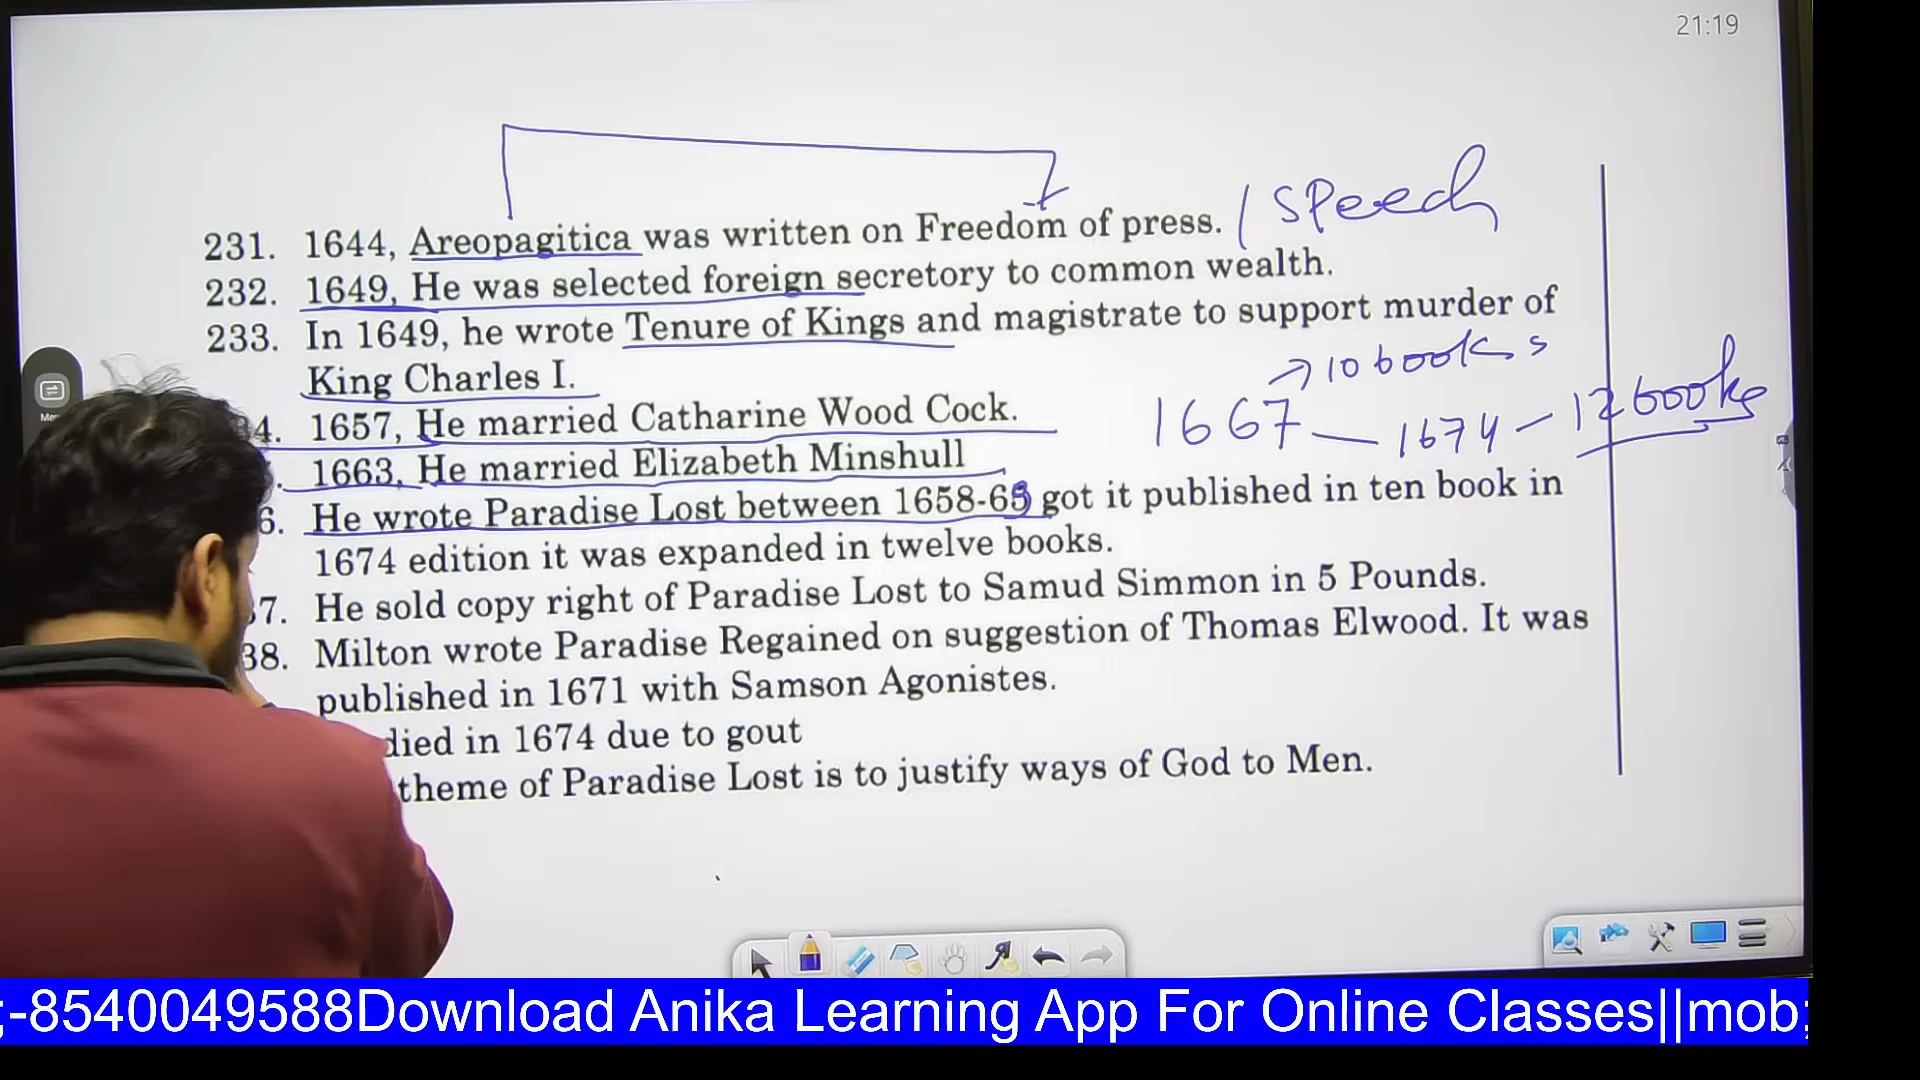 21:19
231. 1644, Areopagitica was written on Freedom of press. / speech
232. 1649, He was selected foreign secretory to common wealth.
233. In 1649, he wrote Tenure of Kings and magistrate to support murder of
King Charles I.
→ 10 books
4. 1657, He married Catharine Wood Cock.
1667 — 1674 — 12 books
. 1663, He married Elizabeth Minshull
6. He wrote Paradise Lost between 1658-63 got it published in ten book in
1674 edition it was expanded in twelve books.
37. He sold copy right of Paradise Lost to Samud Simmon in 5 Pounds.
38. Milton wrote Paradise Regained on suggestion of Thomas Elwood. It was
published in 1671 with Samson Agonistes.
died in 1674 due to gout
theme of Paradise Lost is to justify ways of God to Men.
;-8540049588Download Anika Learning App For Online Classes||mob;